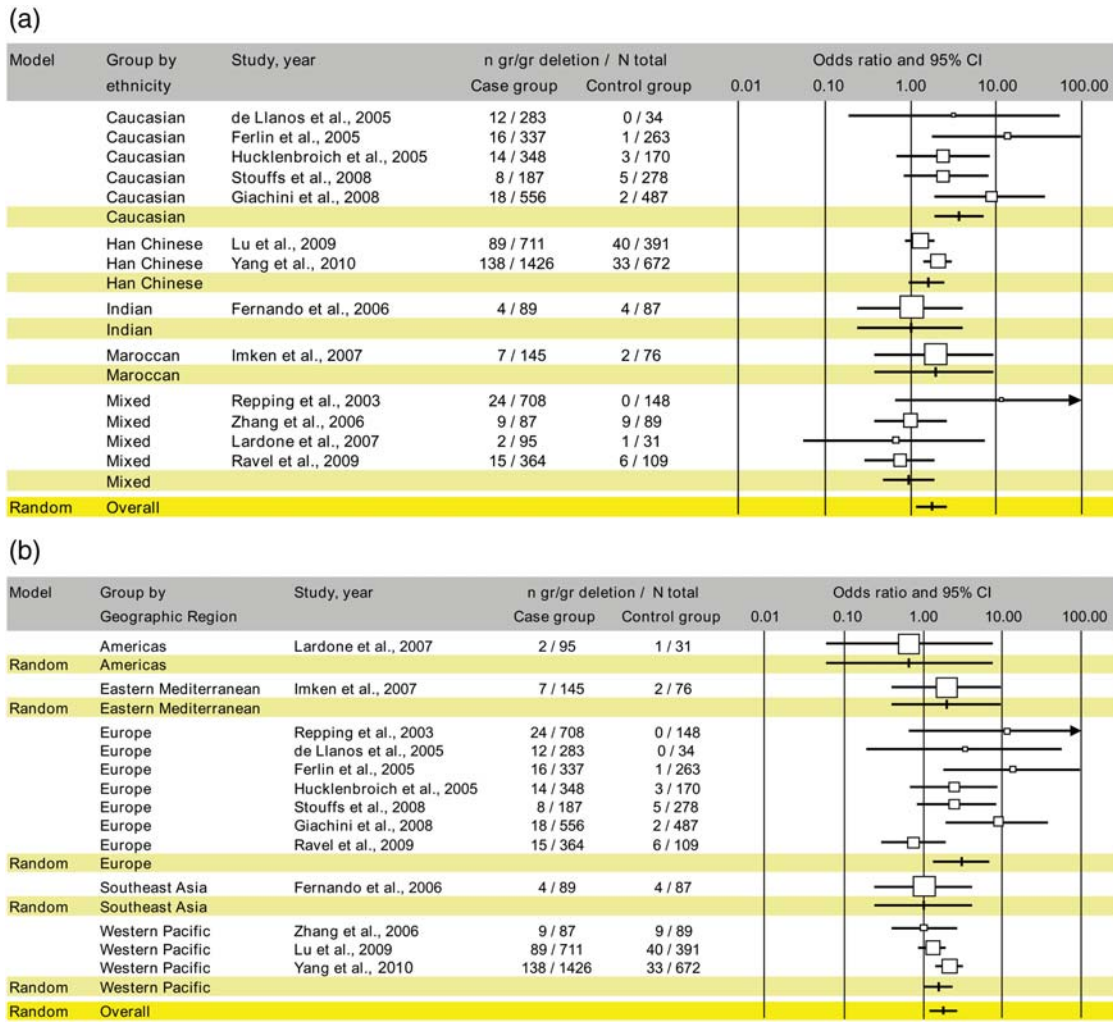 (a)
Model Group by Study, year n gr/gr deletion / N total Odds ratio and 95% CI
ethnicity Case group Control group 0.01 0.10 1.00 10.00 100.00
Caucasian de Llanos et al., 2005 12 / 283 0 / 34
Caucasian Ferlin et al., 2005 16 / 337 1 / 263
Caucasian Hucklenbroich et al., 2005 14 / 348 3 / 170
Caucasian Stouffs et al., 2008 8 / 187 5 / 278
Caucasian Giachini et al., 2008 18 / 556 2 / 487
Caucasian
Han Chinese Lu et al., 2009 89 / 711 40 / 391
Han Chinese Yang et al., 2010 138 / 1426 33 / 672
Han Chinese
Indian Fernando et al., 2006 4 / 89 4 / 87
Indian
Maroccan Imken et al., 2007 7 / 145 2 / 76
Maroccan
Mixed Repping et al., 2003 24 / 708 0 / 148
Mixed Zhang et al., 2006 9 / 87 9 / 89
Mixed Lardone et al., 2007 2 / 95 1 / 31
Mixed Ravel et al., 2009 15 / 364 6 / 109
Mixed
Random Overall
(b)
Model Group by Study, year n gr/gr deletion / N total Odds ratio and 95% CI
Geographic Region Case group Control group 0.01 0.10 1.00 10.00 100.00
Americas Lardone et al., 2007 2 / 95 1 / 31
Random Americas
Eastern Mediterranean Imken et al., 2007 7 / 145 2 / 76
Random Eastern Mediterranean
Europe Repping et al., 2003 24 / 708 0 / 148
Europe de Llanos et al., 2005 12 / 283 0 / 34
Europe Ferlin et al., 2005 16 / 337 1 / 263
Europe Hucklenbroich et al., 2005 14 / 348 3 / 170
Europe Stouffs et al., 2008 8 / 187 5 / 278
Europe Giachini et al., 2008 18 / 556 2 / 487
Europe Ravel et al., 2009 15 / 364 6 / 109
Random Europe
Southeast Asia Fernando et al., 2006 4 / 89 4 / 87
Random Southeast Asia
Western Pacific Zhang et al., 2006 9 / 87 9 / 89
Western Pacific Lu et al., 2009 89 / 711 40 / 391
Western Pacific Yang et al., 2010 138 / 1426 33 / 672
Random Western Pacific
Random Overall